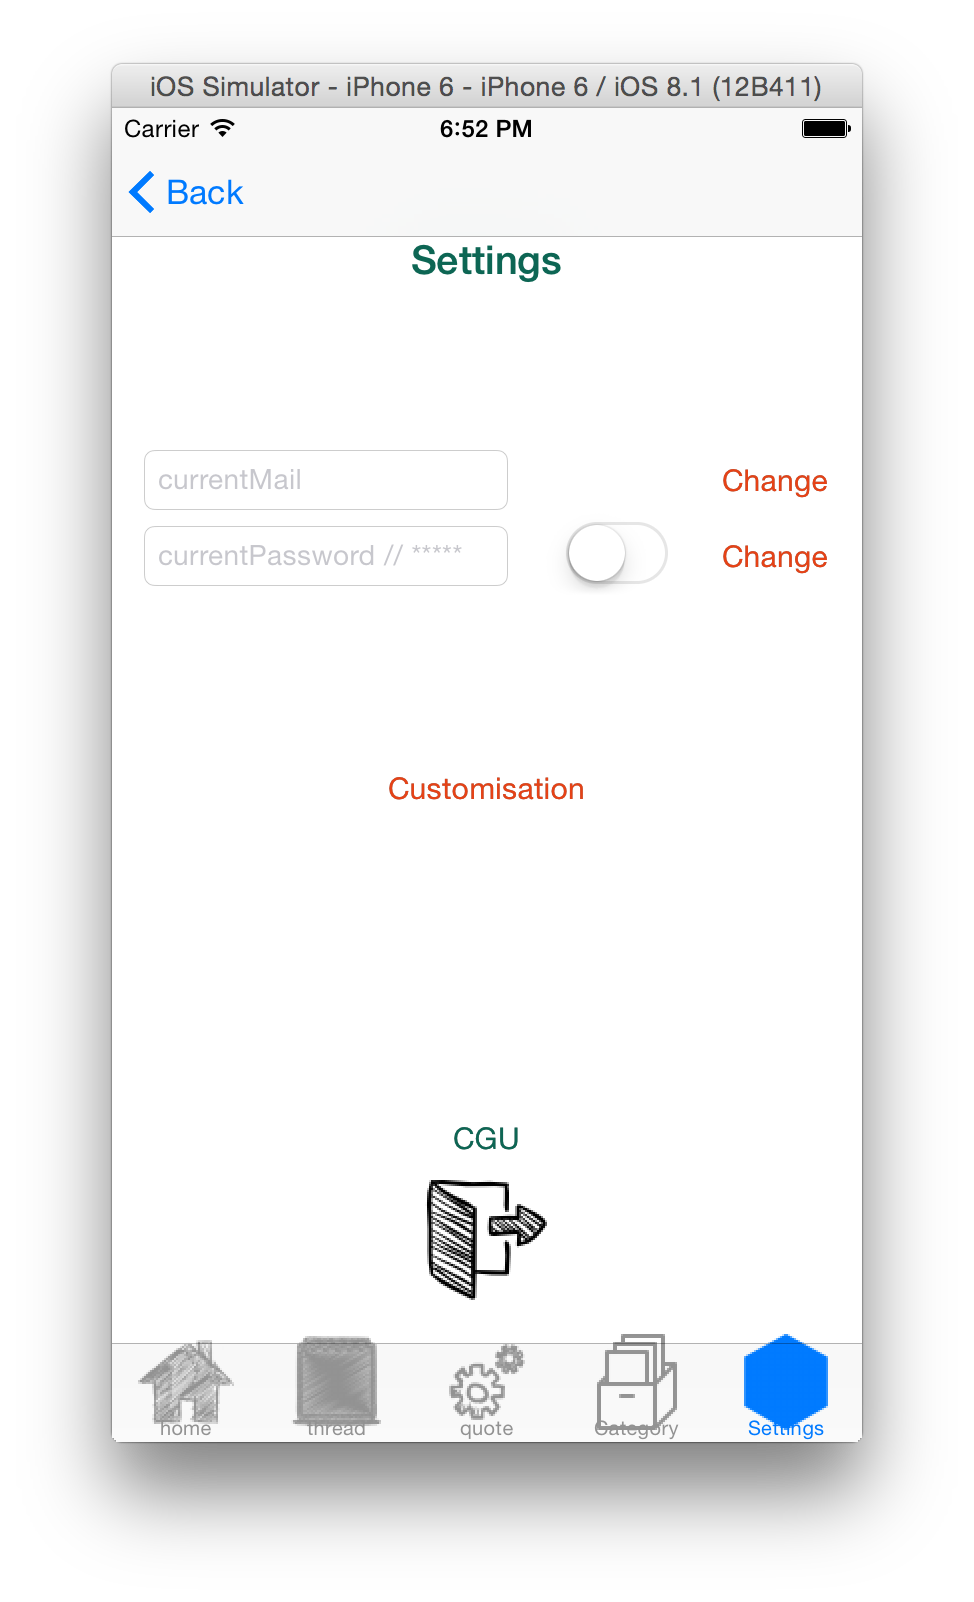 iOS Simulator - iPhone 6 - iPhone 6 / iOS 8.1 (12B411)
Carrier 6:52 PM
Back
Settings
currentMail Change
currentPassword // ***** Change
Customisation
CGU
home thread quote Category Settings